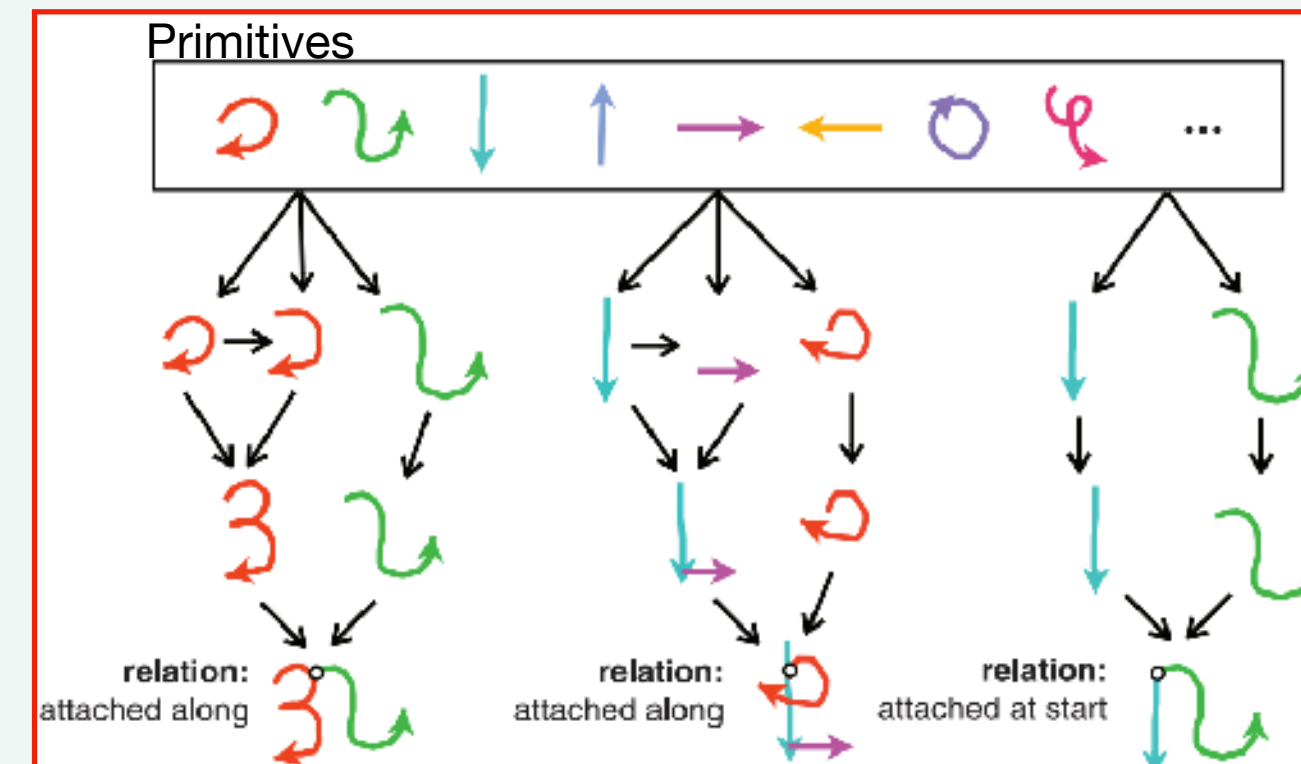 Primitives
...
relation:
attached along
relation:
attached along
relation:
attached at start